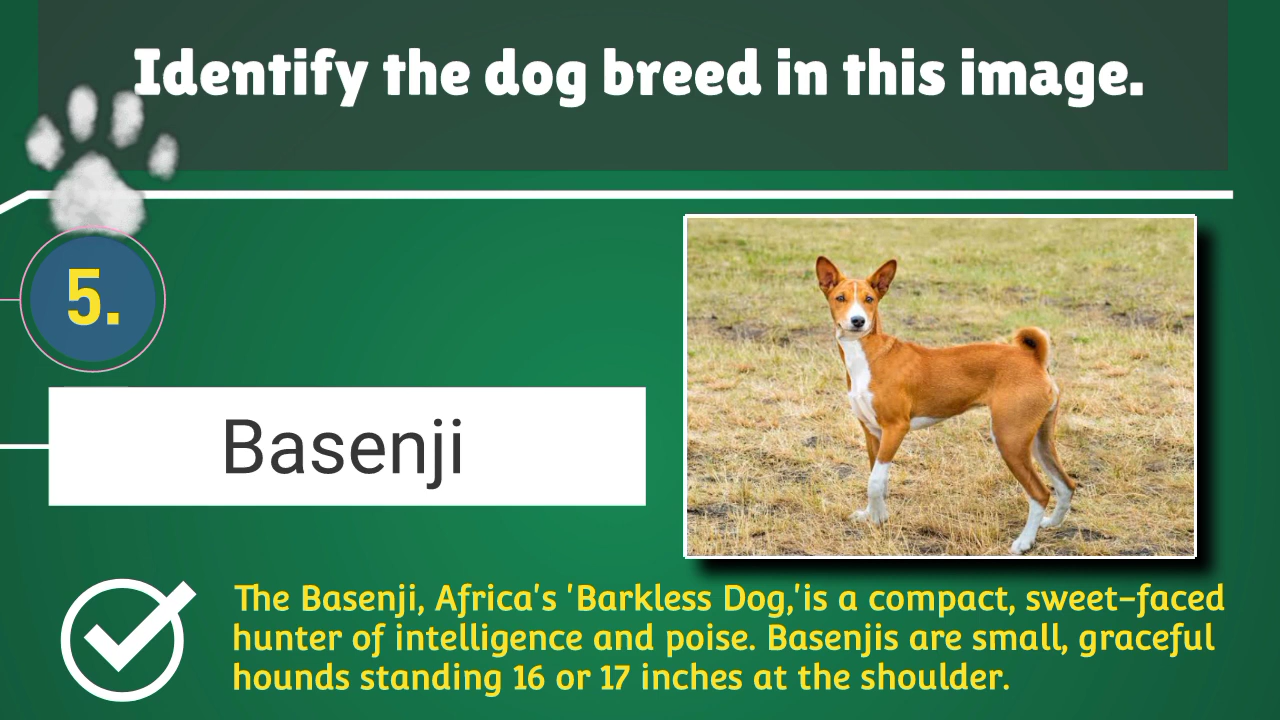 Identify the dog breed in this image.
5.
Basenji
The Basenji, Africa's 'Barkless Dog,'is a compact, sweet-faced
hunter of intelligence and poise. Basenjis are small, graceful
hounds standing 16 or 17 inches at the shoulder.